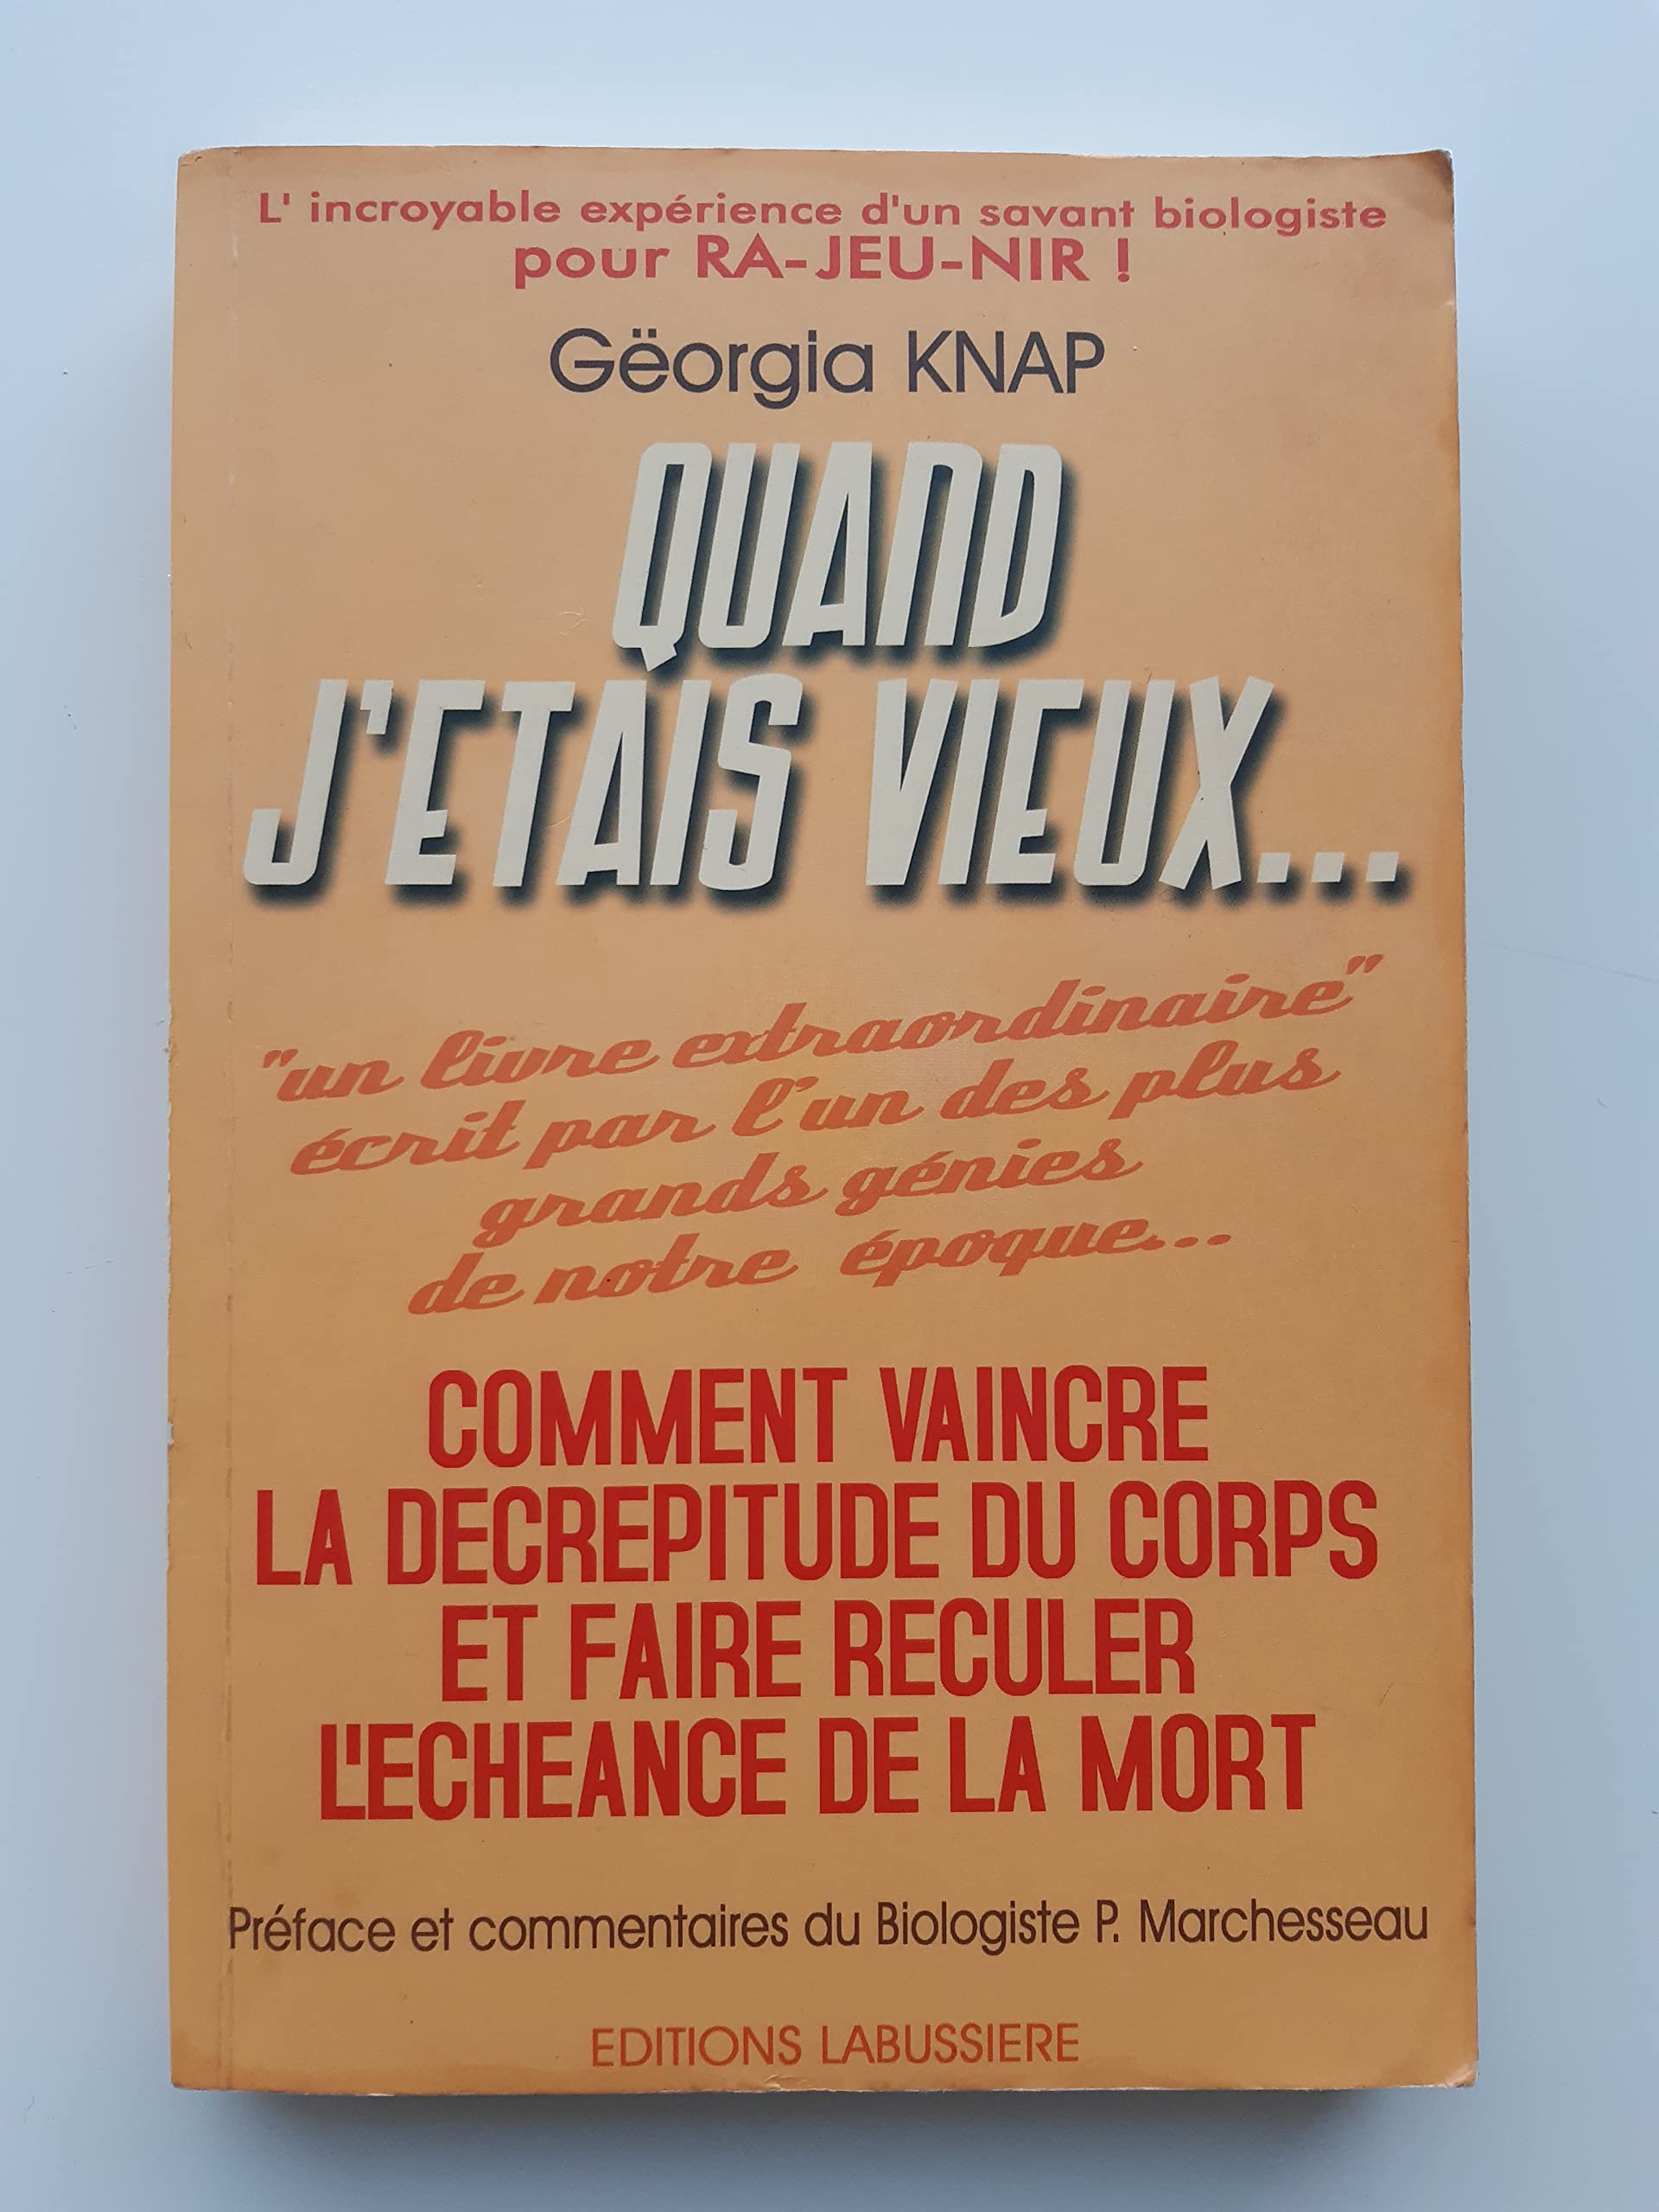 L' incroyable expérience d'un savant biologiste
pour RA-JEU-NIR !
Gëorgia KNAP
QUAND
J'ETAIS VIEUX...
"un livre extraordinaire"
écrit par l'un des plus
grands génies
de notre époque...
COMMENT VAINCRE
LA DECREPITUDE DU CORPS
ET FAIRE RECULER
L'ECHEANCE DE LA MORT
Préface et commentaires du Biologiste P. Marchesseau
EDITIONS LABUSSIERE